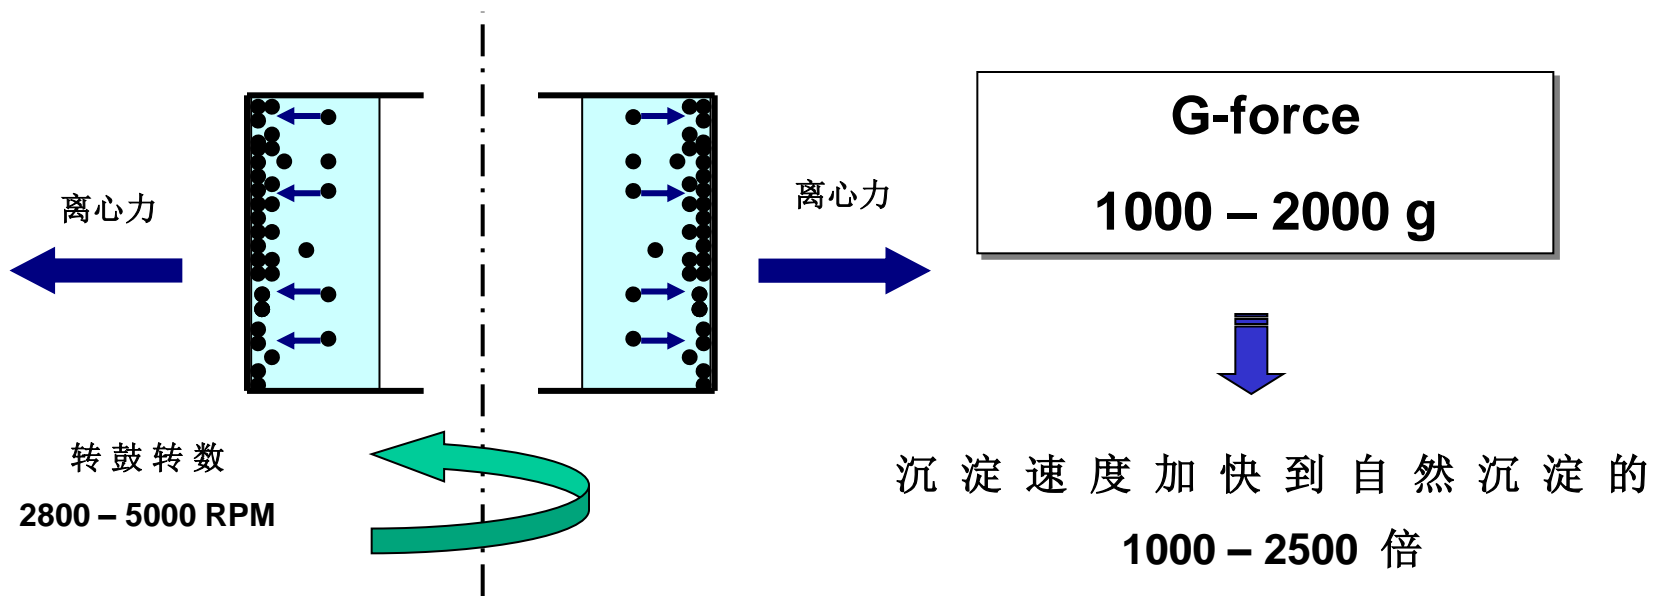 离心力
转鼓转数
2800 – 5000 RPM
离心力
G-force
1000 – 2000 g
沉淀速度加快到自然沉淀的
1000 – 2500 倍